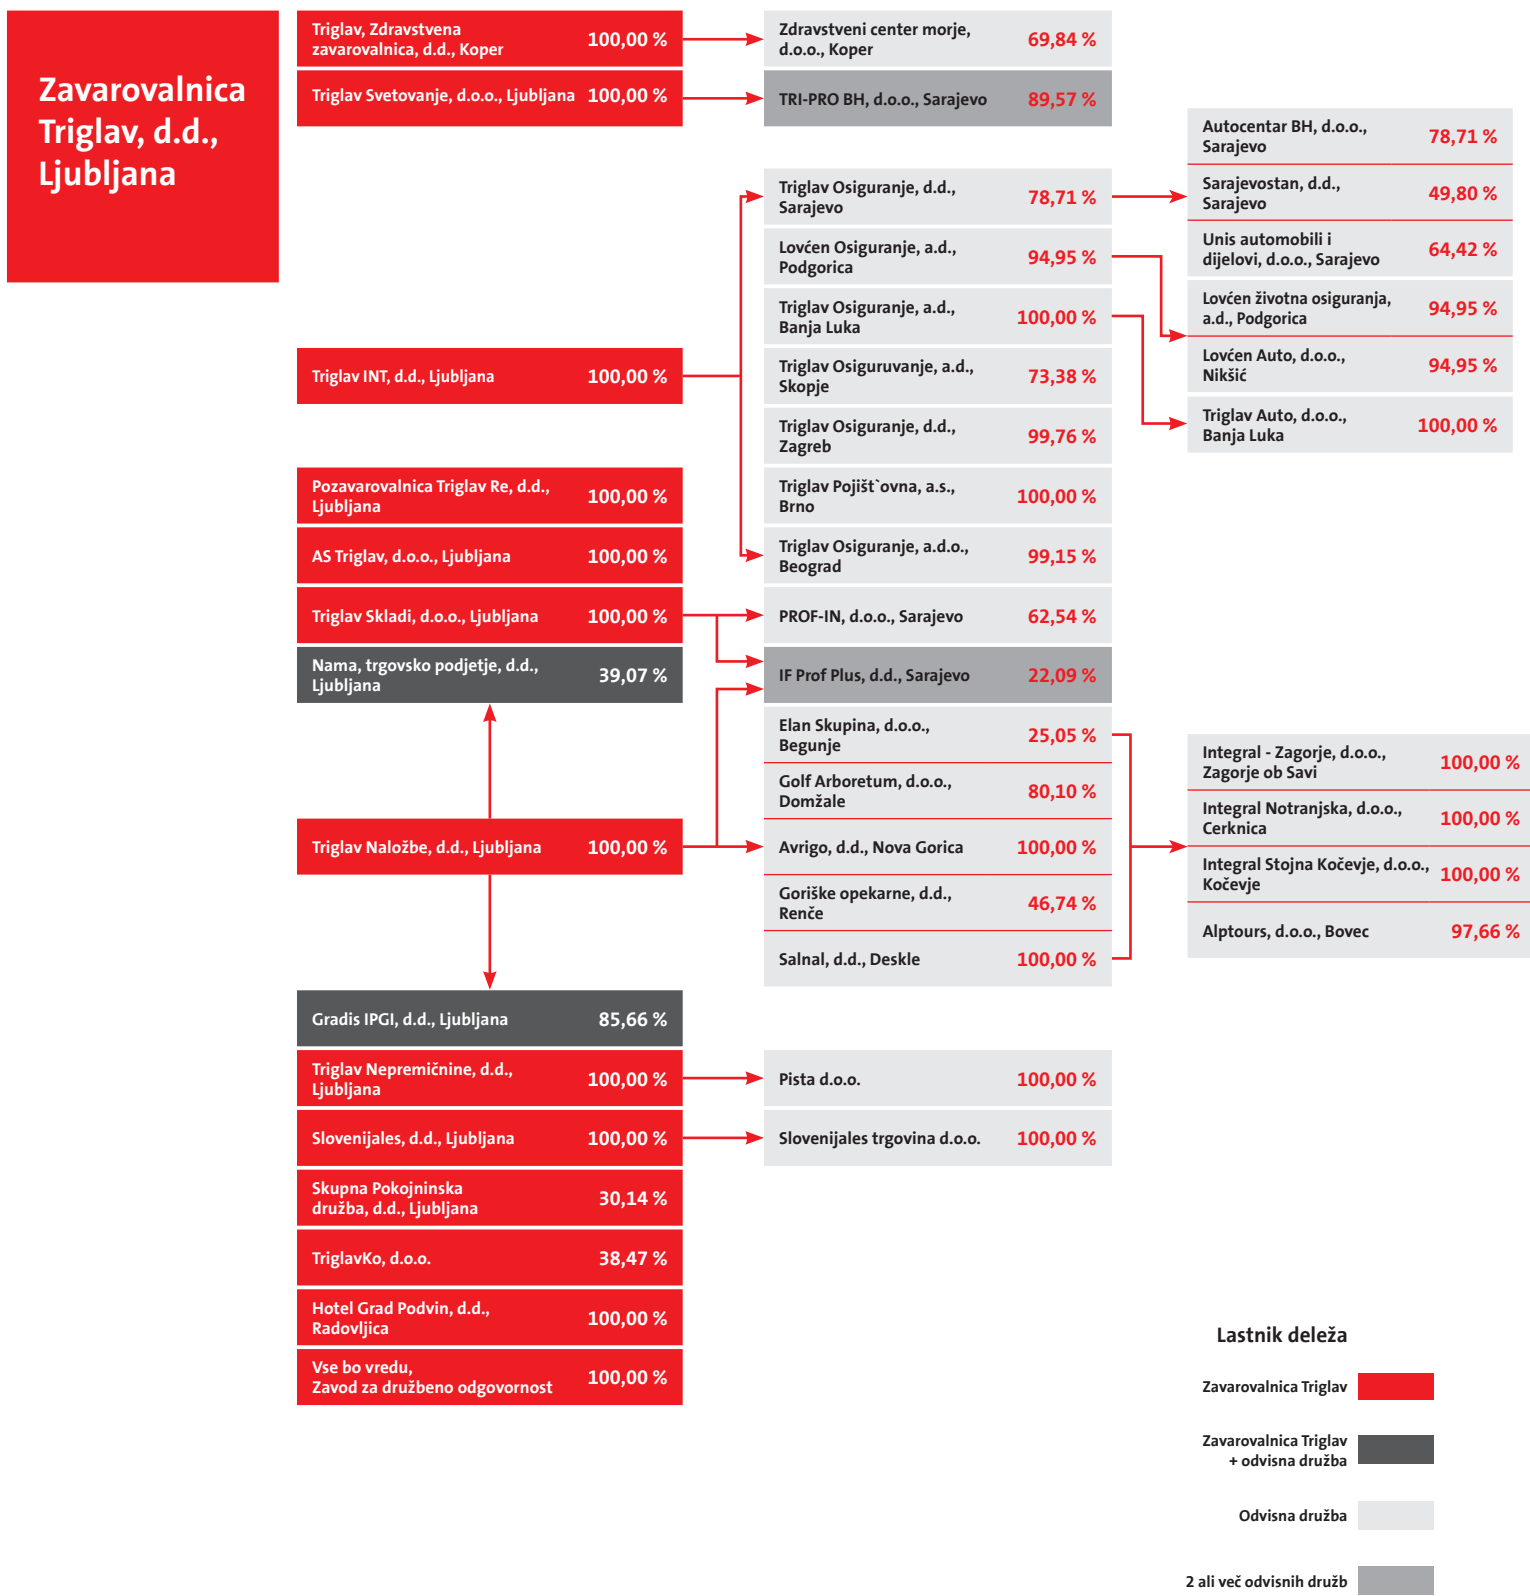 Zavarovalnica
Triglav, d.d.,
Ljubljana
Triglav, Zdravstvena
zavarovalnica, d.d., Koper
100,00 %
Triglav Svetovanje, d.o.o., Ljubljana
100,00 %
Triglav INT, d.d., Ljubljana
100,00 %
Pozavarovalnica Triglav Re, d.d.,
Ljubljana
100,00 %
AS Triglav, d.o.o., Ljubljana
100,00 %
Triglav Skladi, d.o.o., Ljubljana
100,00 %
Nama, trgovsko podjetje, d.d.,
Ljubljana
39,07 %
Triglav Naložbe, d.d., Ljubljana
100,00 %
Gradis IPGI, d.d., Ljubljana
85,66 %
Triglav Nepremičnine, d.d.,
Ljubljana
100,00 %
Slovenijales, d.d., Ljubljana
100,00 %
Skupna Pokojninska
družba, d.d., Ljubljana
30,14 %
TriglavKo, d.o.o.
38,47 %
Hotel Grad Podvin, d.d.,
Radovljica
100,00 %
Vse bo vredu,
Zavod za družbeno odgovornost
100,00 %
Zdravstveni center morje,
d.o.o., Koper
69,84 %
TRI-PRO BH, d.o.o., Sarajevo
89,57 %
Triglav Osiguranje, d.d.,
Sarajevo
78,71 %
Lovćen Osiguranje, a.d.,
Podgorica
94,95 %
Triglav Osiguranje, a.d.,
Banja Luka
100,00 %
Triglav Osiguruvanje, a.d.,
Skopje
73,38 %
Triglav Osiguranje, d.d.,
Zagreb
99,76 %
Triglav Pojišt`ovna, a.s.,
Brno
100,00 %
Triglav Osiguranje, a.d.o.,
Beograd
99,15 %
PROF-IN, d.o.o., Sarajevo
62,54 %
IF Prof Plus, d.d., Sarajevo
22,09 %
Elan Skupina, d.o.o.,
Begunje
25,05 %
Golf Arboretum, d.o.o.,
Domžale
80,10 %
Avrigo, d.d., Nova Gorica
100,00 %
Goriške opekarne, d.d.,
Renče
46,74 %
Salnal, d.d., Deskle
100,00 %
Pista d.o.o.
100,00 %
Slovenijales trgovina d.o.o.
100,00 %
Autocentar BH, d.o.o.,
Sarajevo
78,71 %
Sarajevostan, d.d.,
Sarajevo
49,80 %
Unis automobili i
dijelovi, d.o.o., Sarajevo
64,42 %
Lovćen životna osiguranja,
a.d., Podgorica
94,95 %
Lovćen Auto, d.o.o.,
Nikšić
94,95 %
Triglav Auto, d.o.o.,
Banja Luka
100,00 %
Integral - Zagorje, d.o.o.,
Zagorje ob Savi
100,00 %
Integral Notranjska, d.o.o.,
Cerknica
100,00 %
Integral Stojna Kočevje, d.o.o.,
Kočevje
100,00 %
Alptours, d.o.o., Bovec
97,66 %
Lastnik deleža
Zavarovalnica Triglav
Zavarovalnica Triglav
+ odvisna družba
Odvisna družba
2 ali več odvisnih družb